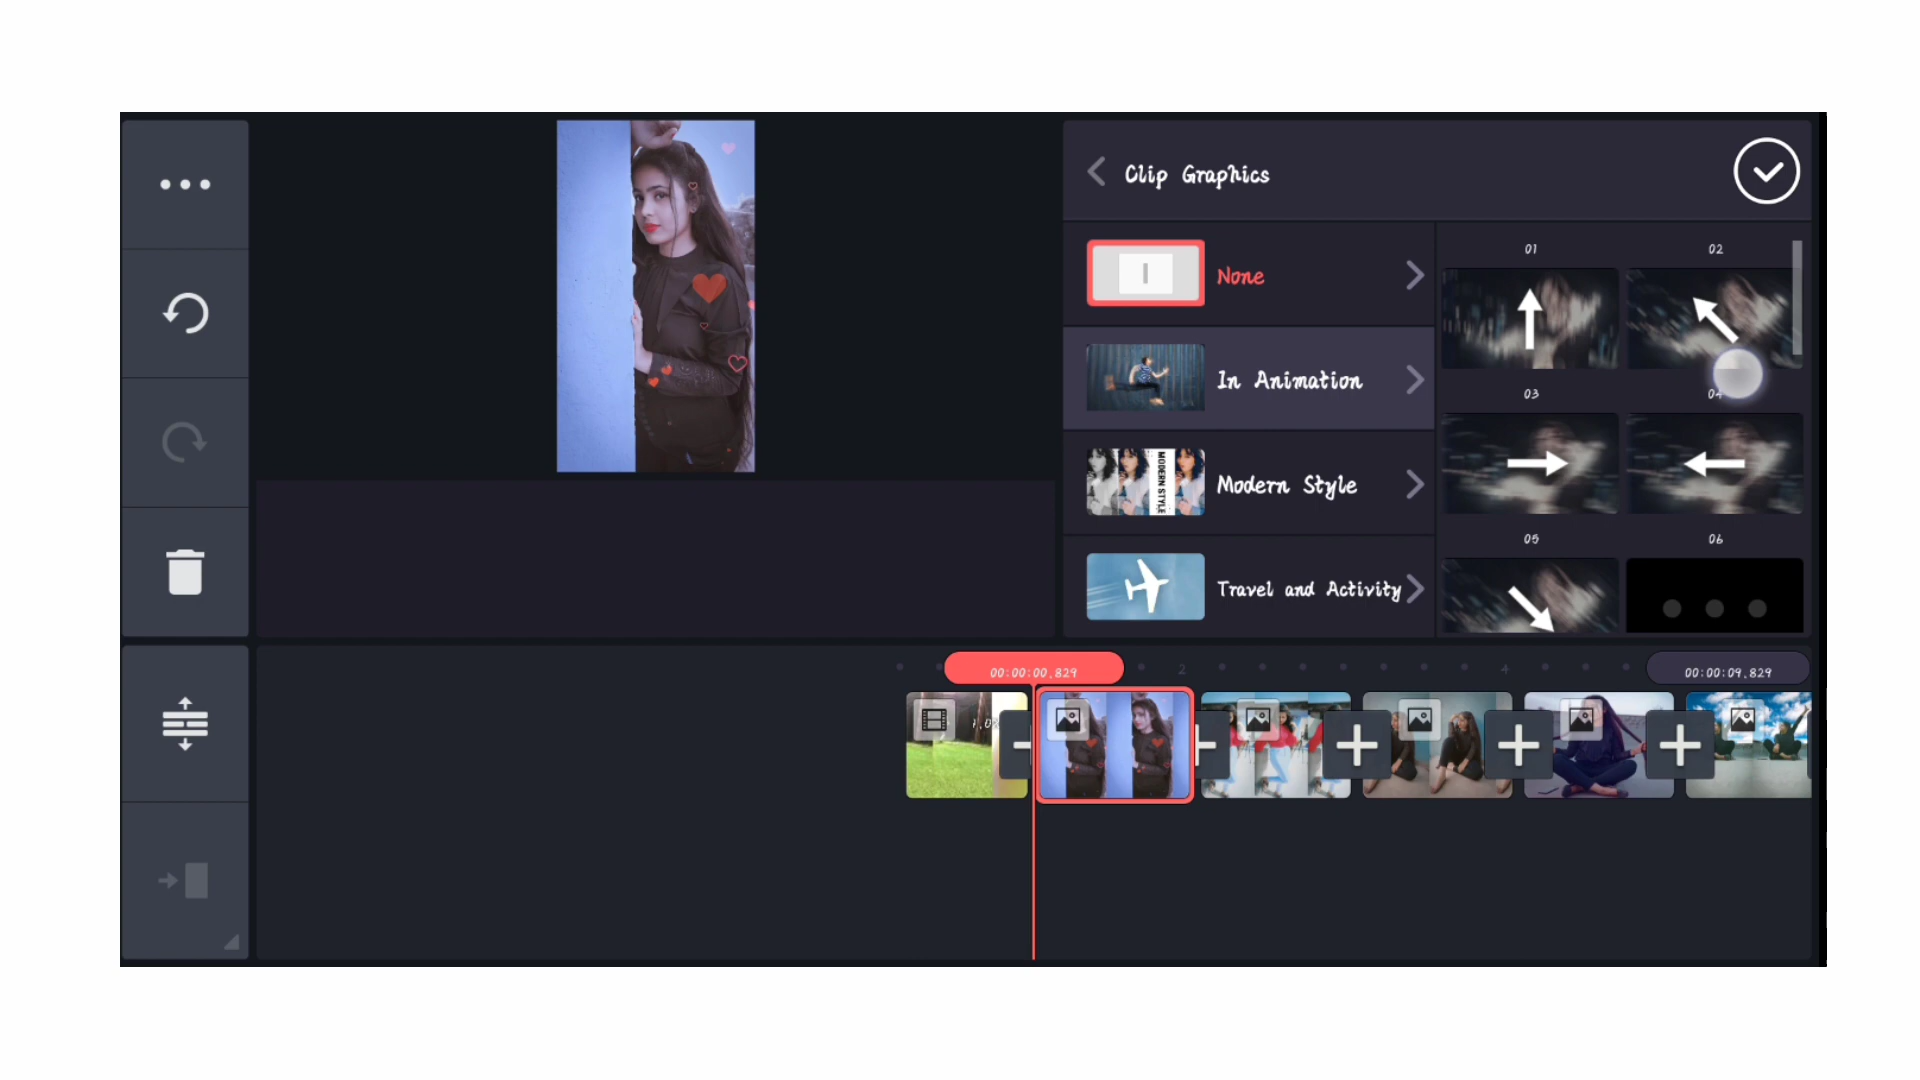 Clip Graphics
None
In Animation
Modern Style
MODERN STYLE
Travel and Activity
01
02
03
04
05
06
00:00:00.829
2
4
00:00:09.829